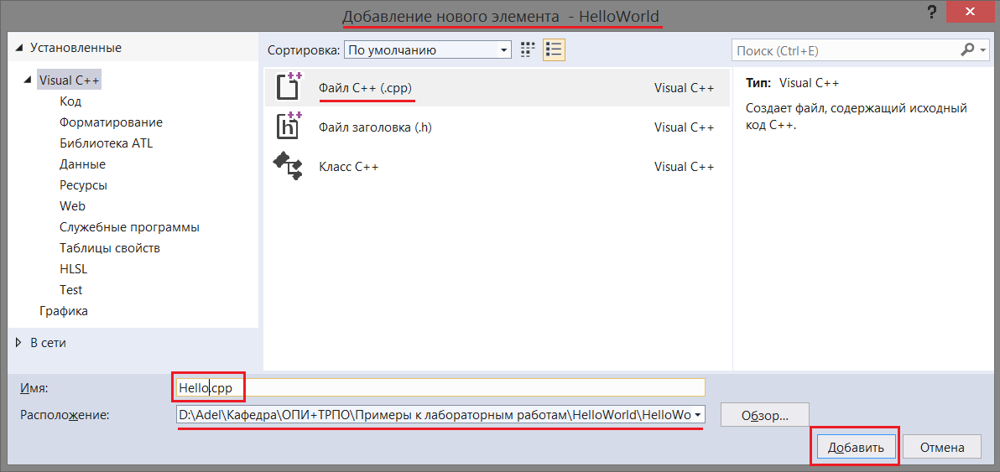 Добавление нового элемента - HelloWorld
?
Установленные
Visual C++
Код
Форматирование
Библиотека ATL
Данные
Ресурсы
Web
Служебные программы
Таблицы свойств
HLSL
Test
Графика
В сети
Сортировка: По умолчанию
Файл C++ (.cpp) Visual C++
Файл заголовка (.h) Visual C++
Класс C++ Visual C++
Поиск (Ctrl+E)
Тип: Visual C++
Создает файл, содержащий исходный
код C++.
Имя: Hello.cpp
Расположение: D:\Adel\Кафедра\ОПИ+ТРПО\Примеры к лабораторным работам\HelloWorld\HelloWo
Обзор...
Добавить Отмена